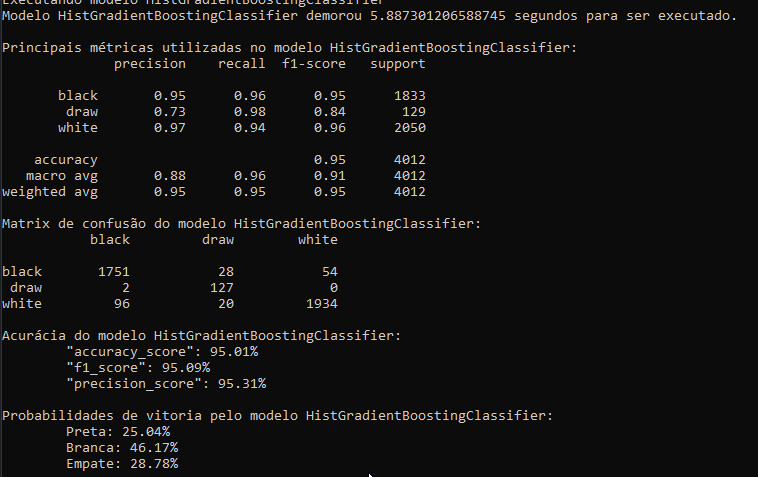 Executando modelo HistGradientBoostingClassifier
Modelo HistGradientBoostingClassifier demorou 5.887301206588745 segundos para ser executado.
Principais métricas utilizadas no modelo HistGradientBoostingClassifier:
precision recall f1-score support
black 0.95 0.96 0.95 1833
draw 0.73 0.98 0.84 129
white 0.97 0.94 0.96 2050
accuracy 0.95 4012
macro avg 0.88 0.96 0.91 4012
weighted avg 0.95 0.95 0.95 4012
Matrix de confusão do modelo HistGradientBoostingClassifier:
black draw white
black 1751 28 54
draw 2 127 0
white 96 20 1934
Acurácia do modelo HistGradientBoostingClassifier:
"accuracy_score": 95.01%
"f1_score": 95.09%
"precision_score": 95.31%
Probabilidades de vitoria pelo modelo HistGradientBoostingClassifier:
Preta: 25.04%
Branca: 46.17%
Empate: 28.78%